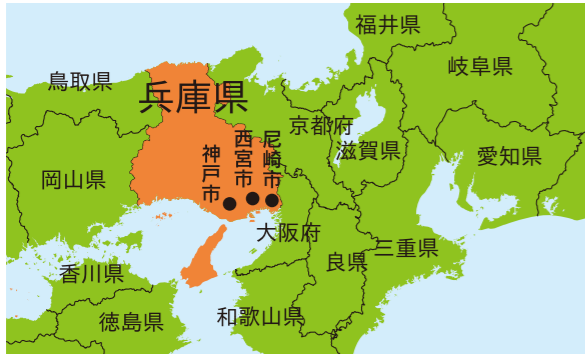 福井県
岐阜県
鳥取県
兵庫県
京都府
滋賀県
愛知県
尼崎市
西宮市
神戸市
岡山県
大阪府
良県
三重県
香川県
徳島県
和歌山県